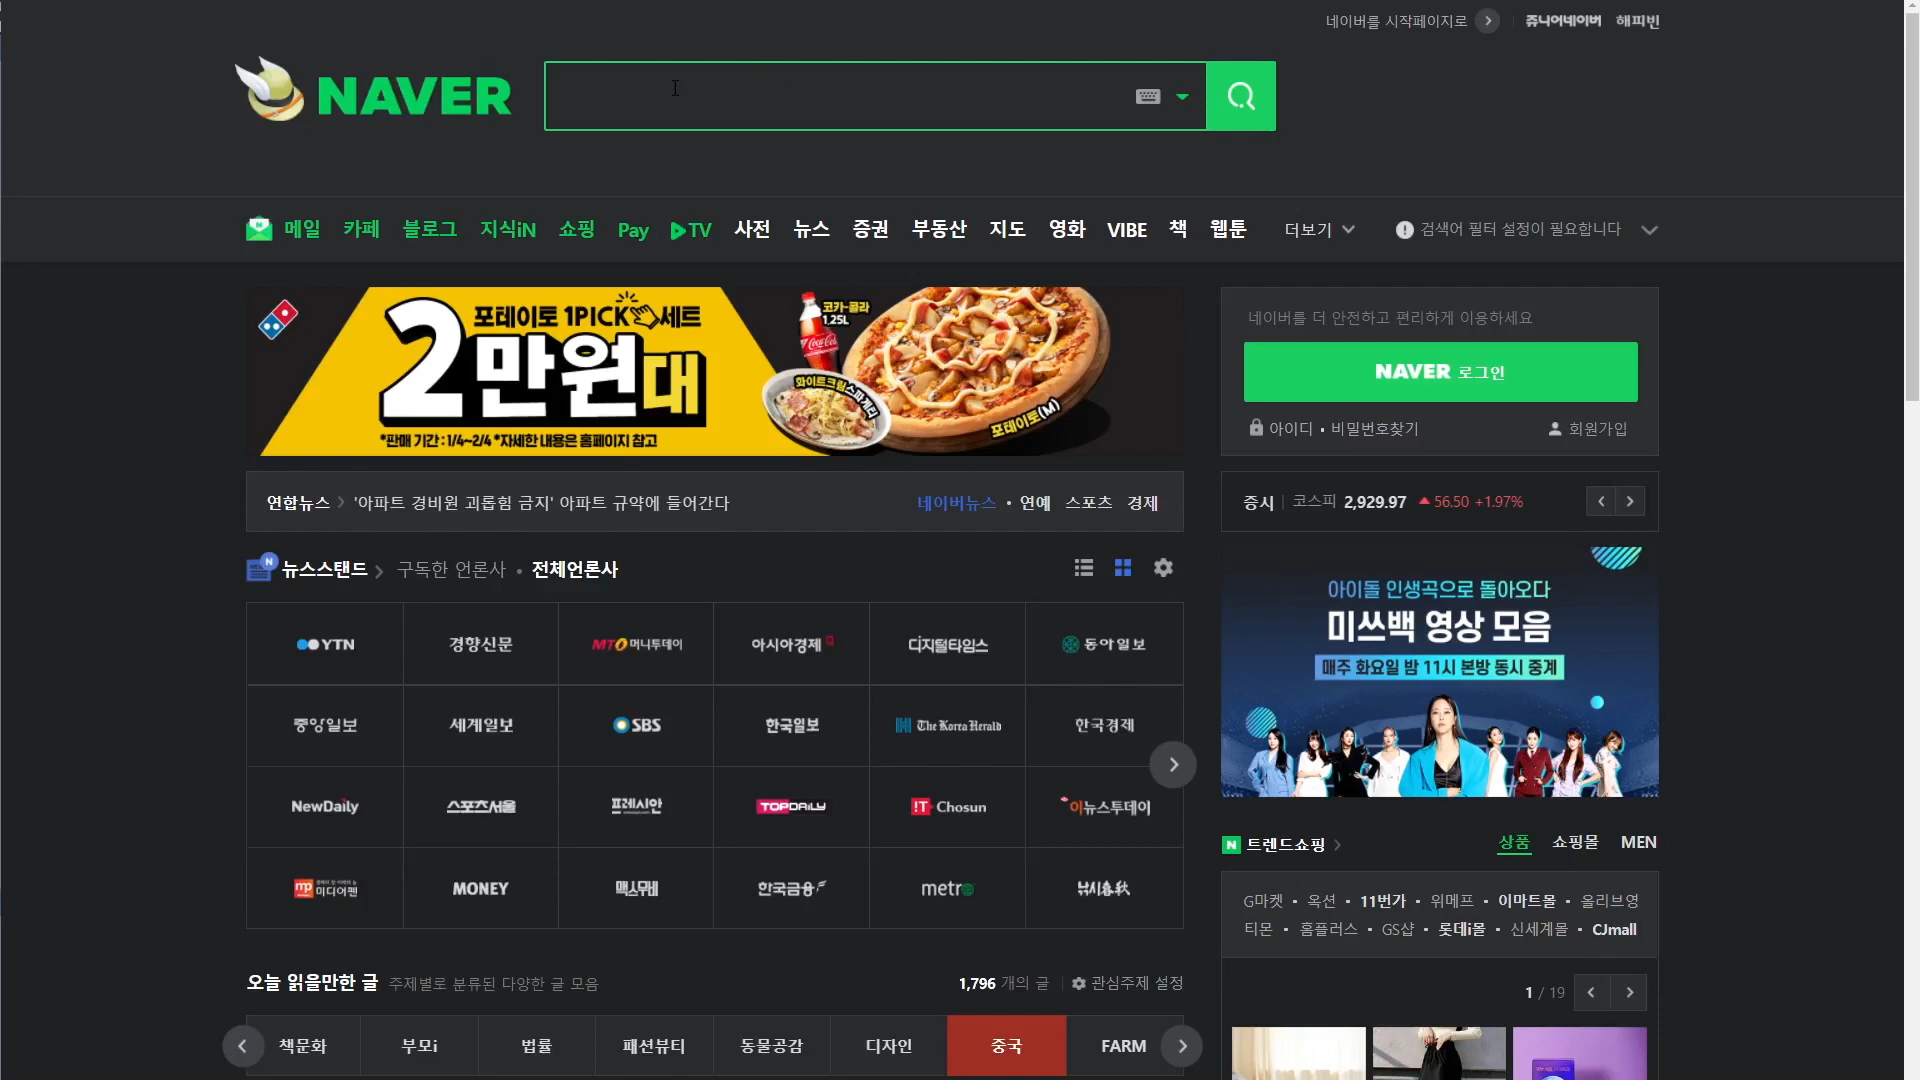 네이버를 시작페이지로
쥬니어네이버 해피빈
NAVER
메일 카페 블로그 지식iN 쇼핑 Pay TV 사전 뉴스 증권 부동산 지도 영화 VIBE 책 웹툰 더보기
검색어 필터 설정이 필요합니다
포테이로 1PICK 세트
2만원대
*판매 기간 : 1/4~2/4 *자세한 내용은 홈페이지 참고
코카-콜라
1.25L
Coca-Cola
화이트크림스파게티
포테이로(M)
네이버를 더 안전하고 편리하게 이용하세요
NAVER 로그인
아이디 • 비밀번호찾기
회원가입
연합뉴스 > '아파트 경비원 괴롭힘 금지' 아파트 규약에 들어간다
네이버뉴스 • 연예 스포츠 경제
증시 | 코스피 2,929.97 ▲ 56.50 +1.97%
뉴스스탠드 > 구독한 언론사 • 전체언론사
YTN 경향신문 MTO 머니투데이 아시아경제 디지털타임스 동아일보
중앙일보 세계일보 SBS 한국일보 The Korea Herald 한국경제
NewDaily 스포츠서울 프레시안 TOPDAILY IT Chosun 이뉴스투데이
mp 미디어펜 MONEY 맥스무비 한국금융 metro 낚시春秋
아이돌 인생곡으로 돌아오다
미쓰백 영상 모음
매주 화요일 밤 11시 본방 동시 중계
N 트렌드쇼핑 >
상품 쇼핑몰 MEN
G마켓 • 옥션 • 11번가 • 위메프 • 이마트몰 • 올리브영
티몬 • 홈플러스 • GS샵 • 롯데i몰 • 신세계몰 • CJmall
1 / 19
오늘 읽을만한 글 주제별로 분류된 다양한 글 모음
1,796 개의 글 | 관심주제 설정
책문화 부모i 법률 패션뷰티 동물공감 디자인 중국 FARM